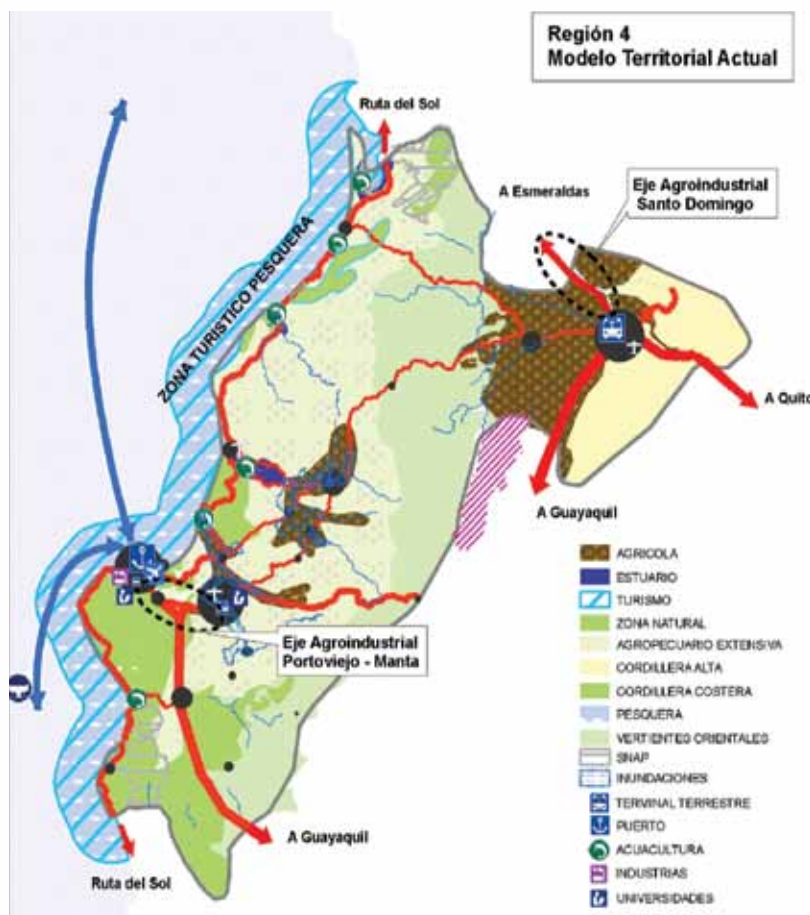 Región 4
Modelo Territorial Actual
Ruta del Sol
A Esmeraldas
Eje Agroindustrial
Santo Domingo
ZONA TURISTICO PESQUERA
A Quito
A Guayaquil
Eje Agroindustrial
Portoviejo - Manta
A Guayaquil
Ruta del Sol
AGRICOLA
ESTUARIO
TURISMO
ZONA NATURAL
AGROPECUARIO EXTENSIVA
CORDILLERA ALTA
CORDILLERA COSTERA
PESQUERA
VERTIENTES ORIENTALES
SNAP
INUNDACIONES
TERMINAL TERRESTRE
PUERTO
ACUACULTURA
INDUSTRIAS
UNIVERSIDADES